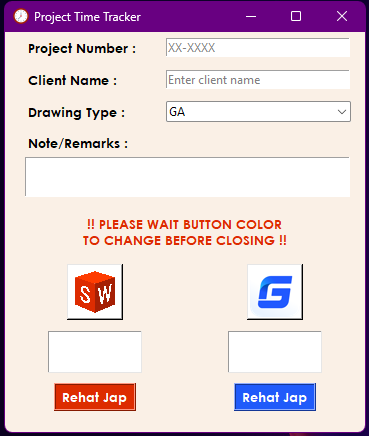 Project Time Tracker
Project Number :
XX-XXXX
Client Name :
Enter client name
Drawing Type :
GA
Note/Remarks :
!! PLEASE WAIT BUTTON COLOR
TO CHANGE BEFORE CLOSING !!
S W
G
Rehat Jap
Rehat Jap